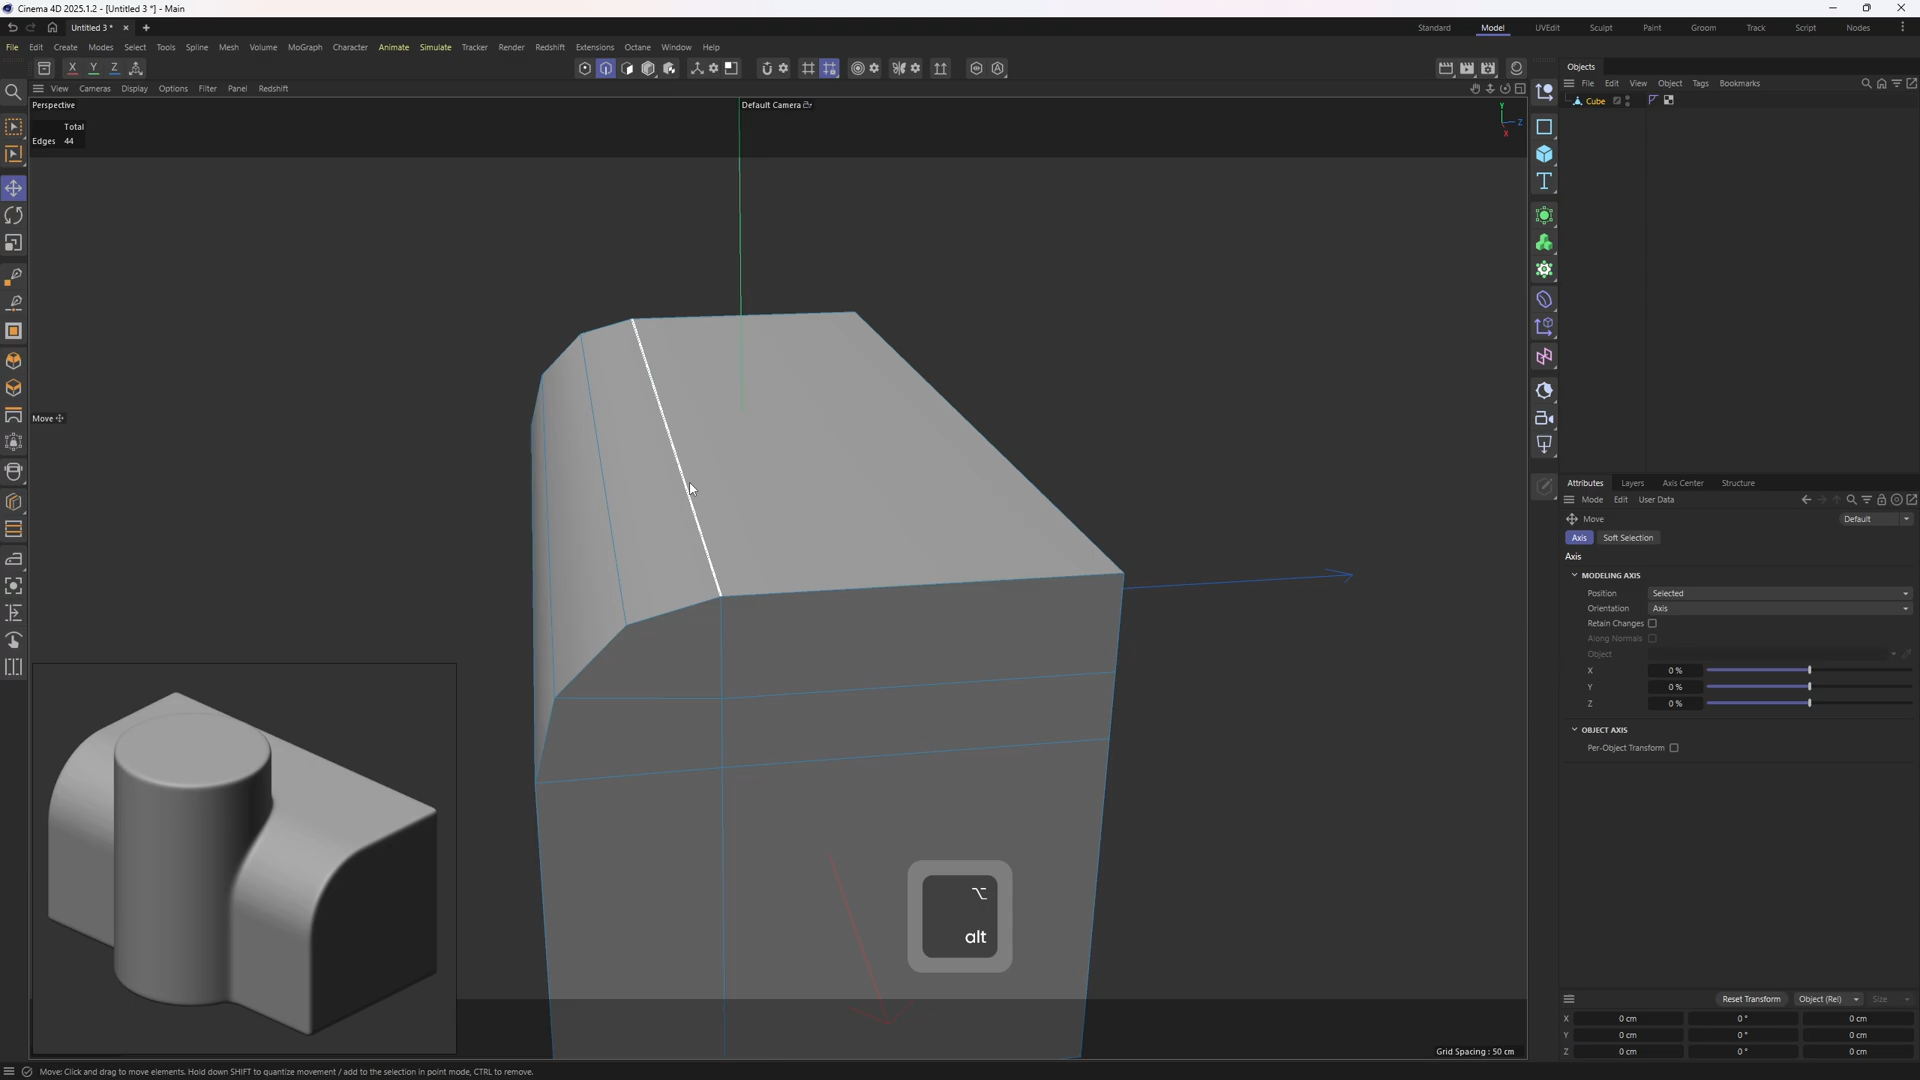 Cinema 4D 2025.1.2 - [Untitled 3 *] - Main
Untitled 3 *
Standard
Model
UVEdit
Sculpt
Paint
Groom
Track
Script
Nodes
File Edit Create Modes Select Tools Spline Mesh Volume MoGraph Character Animate Simulate Tracker Render Redshift Extensions Octane Window Help
X Y Z
View Cameras Display Options Filter Panel Redshift
Perspective
Default Camera
Total
Edges 44
Y
Z
X
Move
alt
Grid Spacing : 50 cm
Move: Click and drag to move elements. Hold down SHIFT to quantize movement / add to the selection in point mode, CTRL to remove.
Objects
File Edit View Object Tags Bookmarks
Cube
Attributes Layers Axis Center Structure
Mode Edit User Data
Move
Default
Axis Soft Selection
Axis
MODELING AXIS
Position Selected
Orientation Axis
Retain Changes
Along Normals
Object
X 0 %
Y 0 %
Z 0 %
OBJECT AXIS
Per-Object Transform
Reset Transform Object (Rel) Size
X 0 cm 0 ° 0 cm
Y 0 cm 0 ° 0 cm
Z 0 cm 0 ° 0 cm